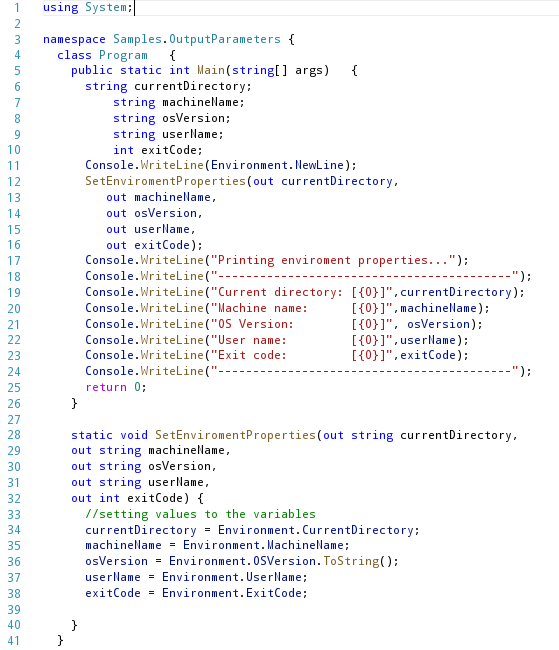 1 using System;
2
3 namespace Samples.OutputParameters {
4   class Program   {
5     public static int Main(string[] args)   {
6       string currentDirectory;
7           string machineName;
8           string osVersion;
9           string userName;
10           int exitCode;
11       Console.WriteLine(Environment.NewLine);
12       SetEnviromentProperties(out currentDirectory,
13          out machineName,
14          out osVersion,
15          out userName,
16          out exitCode);
17       Console.WriteLine("Printing enviroment properties...");
18       Console.WriteLine("------------------------------------------");
19       Console.WriteLine("Current directory: [{0}]",currentDirectory);
20       Console.WriteLine("Machine name:      [{0}]",machineName);
21       Console.WriteLine("OS Version:        [{0}]", osVersion);
22       Console.WriteLine("User name:         [{0}]",userName);
23       Console.WriteLine("Exit code:         [{0}]",exitCode);
24       Console.WriteLine("------------------------------------------");
25       return 0;
26     }
27
28     static void SetEnviromentProperties(out string currentDirectory,
29     out string machineName,
30     out string osVersion,
31     out string userName,
32     out int exitCode) {
33       //setting values to the variables
34       currentDirectory = Environment.CurrentDirectory;
35       machineName = Environment.MachineName;
36       osVersion = Environment.OSVersion.ToString();
37       userName = Environment.UserName;
38       exitCode = Environment.ExitCode;
39
40     }
41   }